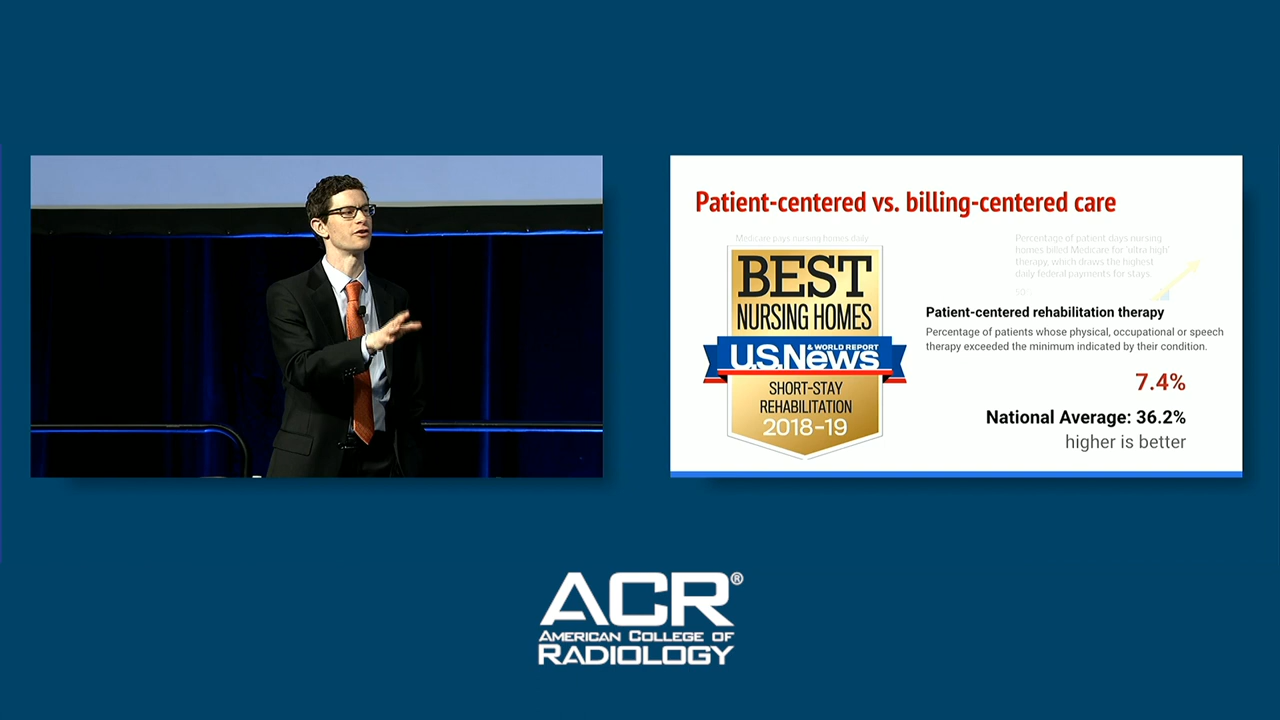 Patient-centered vs. billing-centered care
Medicare pays nursing homes daily
BEST
NURSING HOMES
U.S.News
& WORLD REPORT
SHORT-STAY
REHABILITATION
2018-19
Percentage of patient days nursing
homes billed Medicare for 'ultra high'
therapy, which draws the highest
daily federal payments for stays.
Patient-centered rehabilitation therapy
Percentage of patients whose physical, occupational or speech
therapy exceeded the minimum indicated by their condition.
7.4%
National Average: 36.2%
higher is better
ACR®
AMERICAN COLLEGE OF
RADIOLOGY